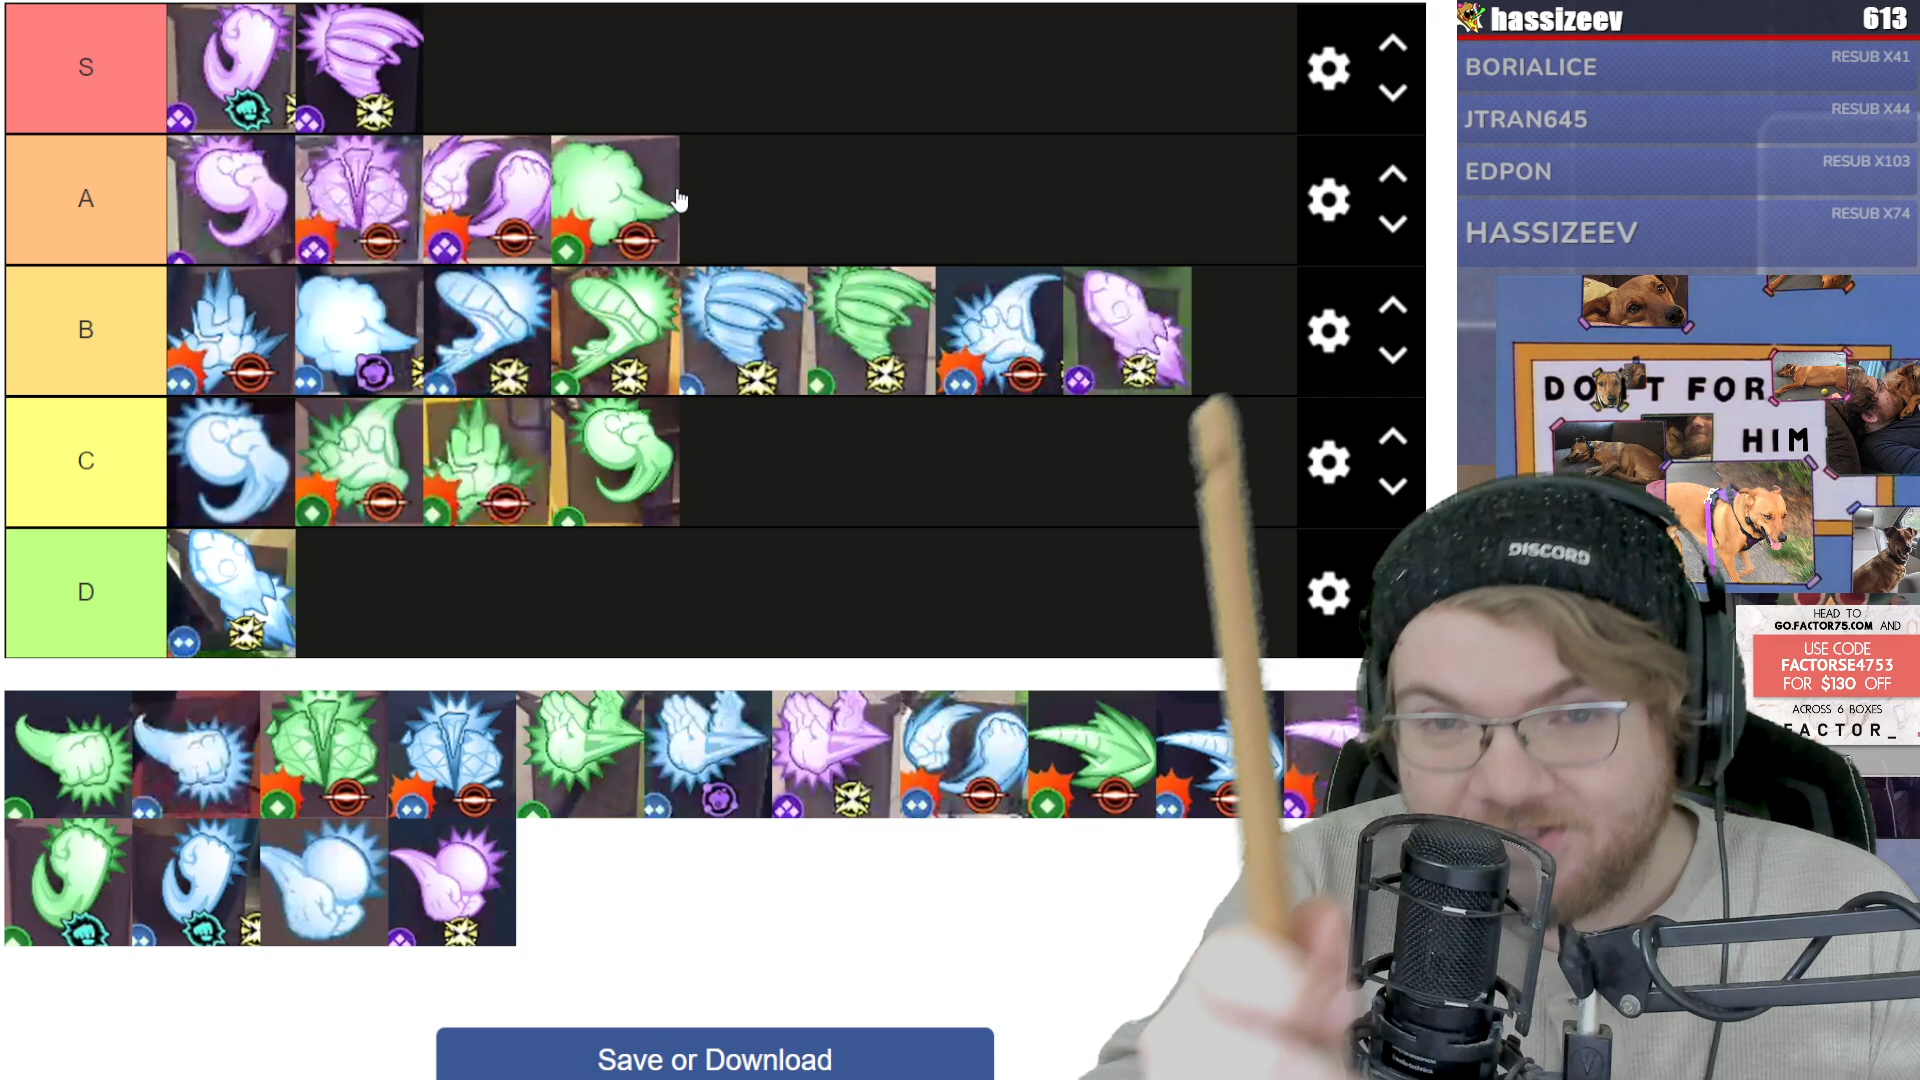 S
A
B
C
D
Save or Download
hassizeev
613
BORIALICE
RESUB X41
JTRAN645
RESUB X44
EDPON
RESUB X103
HASSIZEEV
RESUB X74
FOR
HIM
DISCORD
HEAD TO
GO.FACTOR75.COM AND
USE CODE
FACTORSE4753
FOR $130 OFF
ACROSS 6 BOXES
FACTOR_